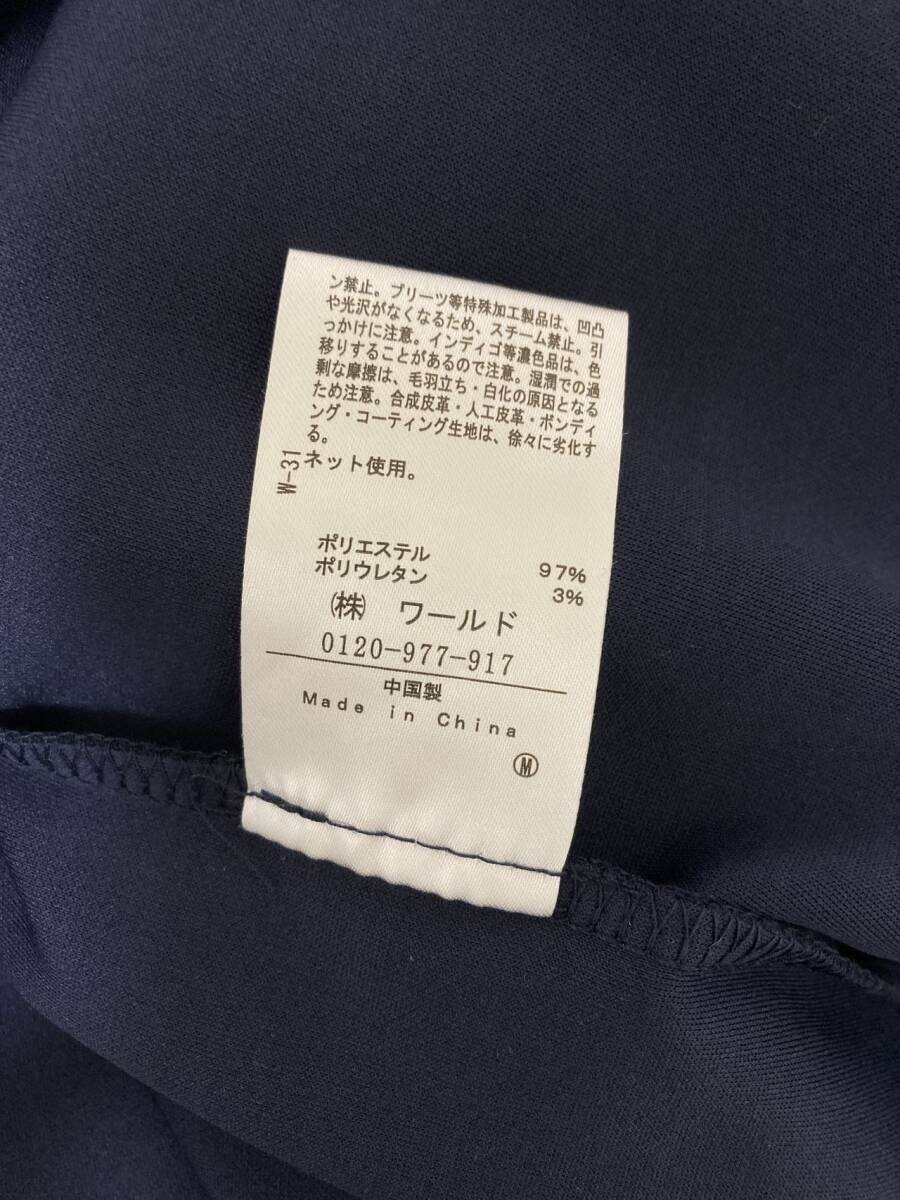 ン禁止。プリーツ等特殊加工製品は、凹凸
や光沢がなくなるため、スチーム禁止。引
っかけに注意。インディゴ等濃色品は、色
移りすることがあるので注意。湿潤での過
剰な摩擦は、毛羽立ち・白化の原因となる
ため注意。合成皮革・人工皮革・ボンディ
ング・コーティング生地は、徐々に劣化す
る。
ネット使用。
W-31
ポリエステル 97%
ポリウレタン 3%
㈱ ワールド
0120-977-917
中国製
Made in China
Ⓜ